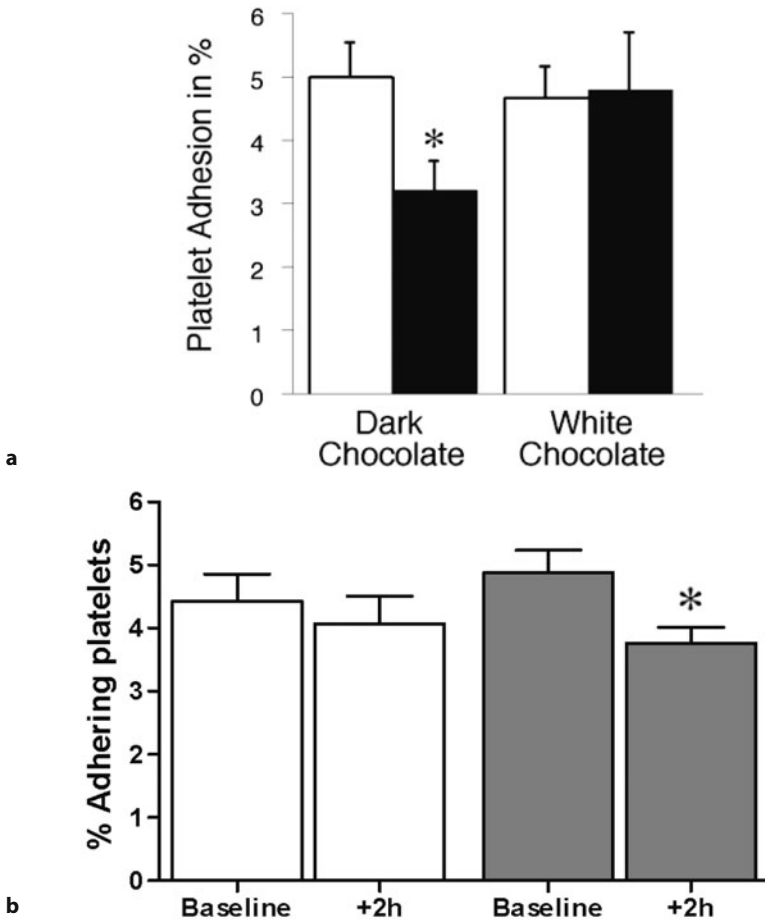 Platelet Adhesion in %
6
5
4
3
2
1
0
*
Dark
Chocolate
White
Chocolate
a
% Adhering platelets
6
5
4
3
2
1
0
*
Baseline
+2h
Baseline
+2h
b